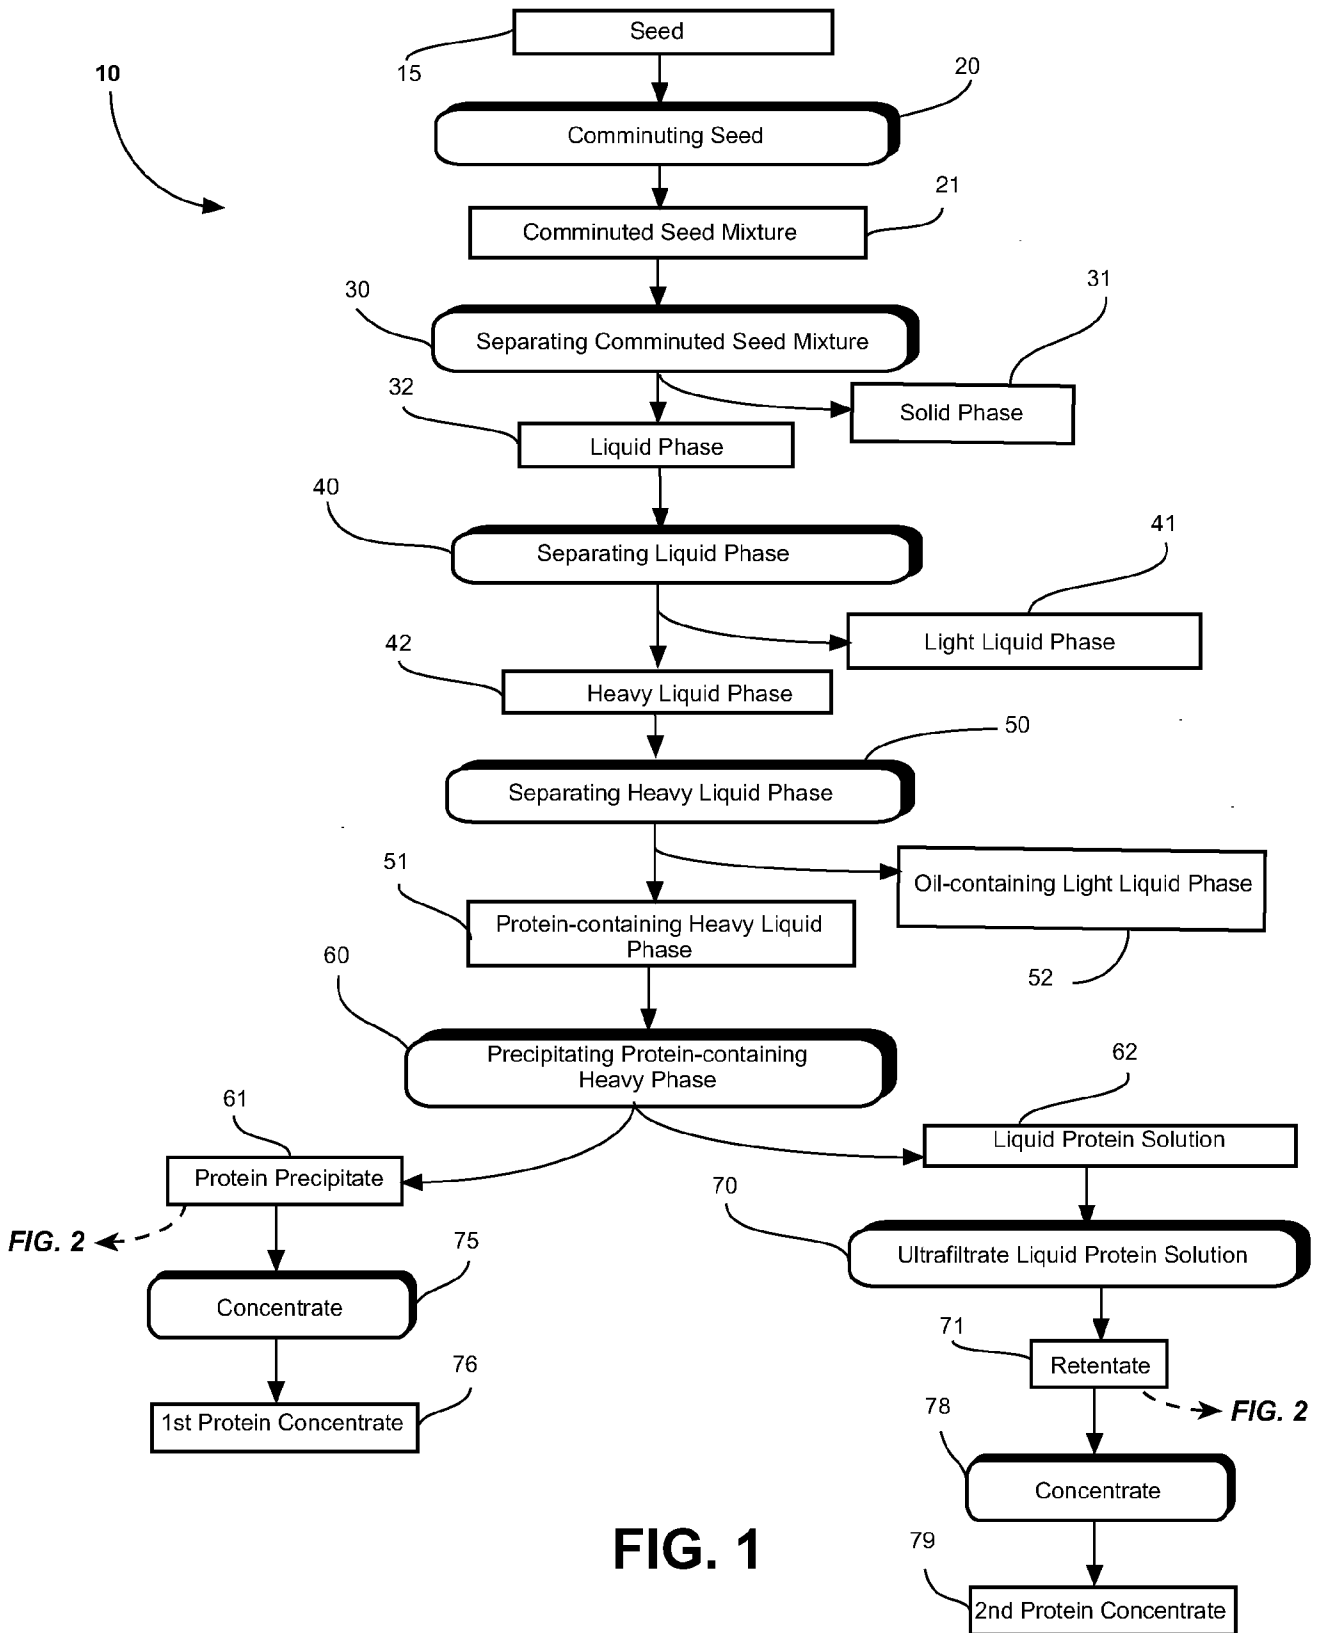 Seed
15
10
20
Comminuting Seed
21
Comminuted Seed Mixture
30
31
Separating Comminuted Seed Mixture
32
Solid Phase
Liquid Phase
40
41
Separating Liquid Phase
42
Light Liquid Phase
Heavy Liquid Phase
50
Separating Heavy Liquid Phase
51
Oil-containing Light Liquid Phase
Protein-containing Heavy Liquid
Phase
52
60
Precipitating Protein-containing
Heavy Phase
62
61
Liquid Protein Solution
Protein Precipitate
70
FIG. 2
75
Ultrafiltrate Liquid Protein Solution
Concentrate
71
76
Retentate
1st Protein Concentrate
78
FIG. 2
Concentrate
79
FIG. 1
2nd Protein Concentrate